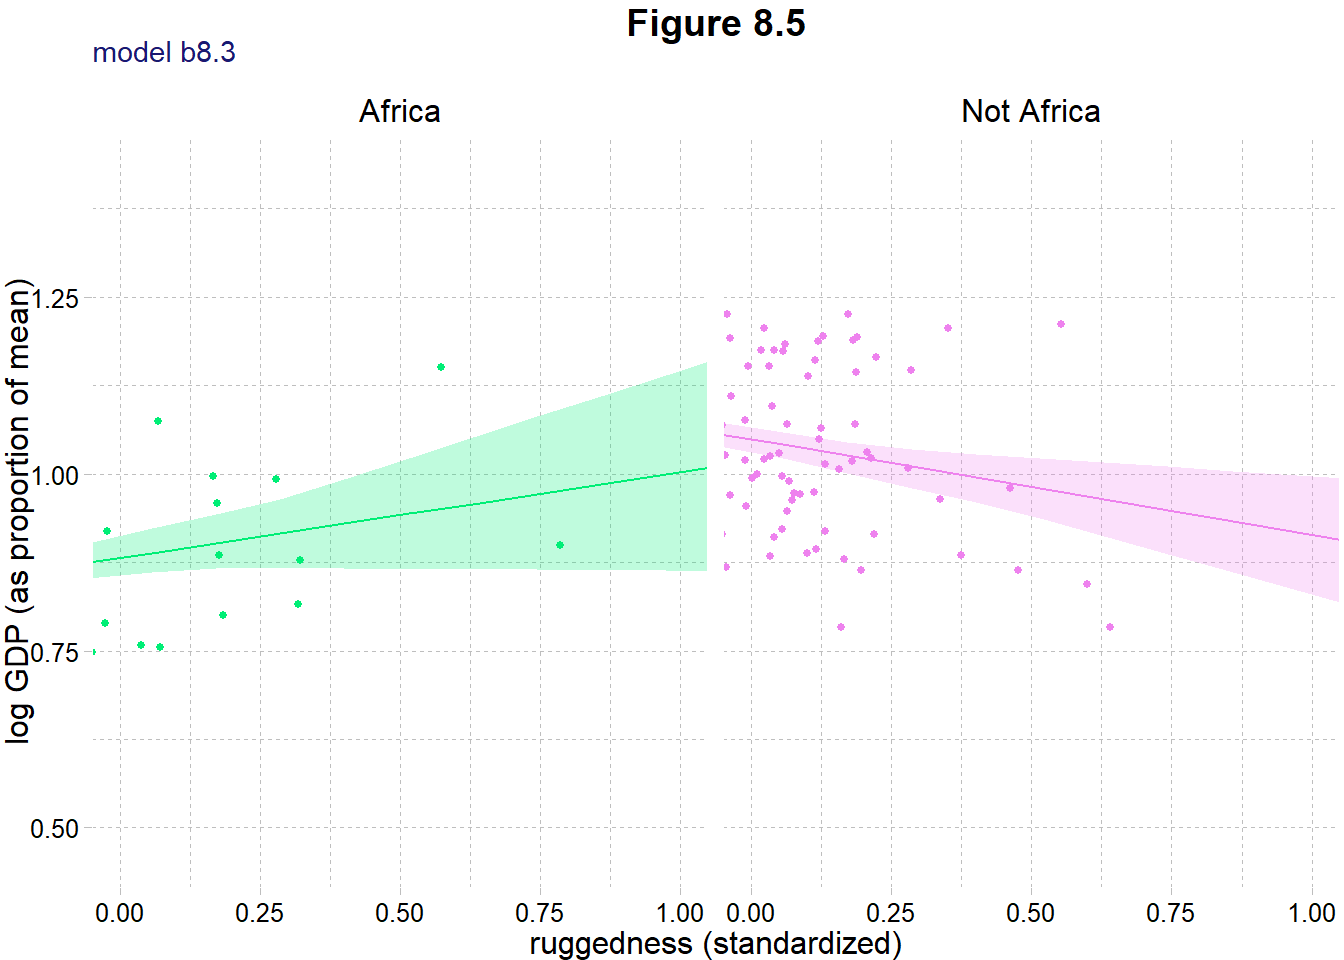 Figure 8.5
model b8.3
Africa
Not Africa
log GDP (as proportion of mean)
1.25
1.00
0.75
0.50
0.00 0.25 0.50 0.75 1.00
0.00 0.25 0.50 0.75 1.00
ruggedness (standardized)